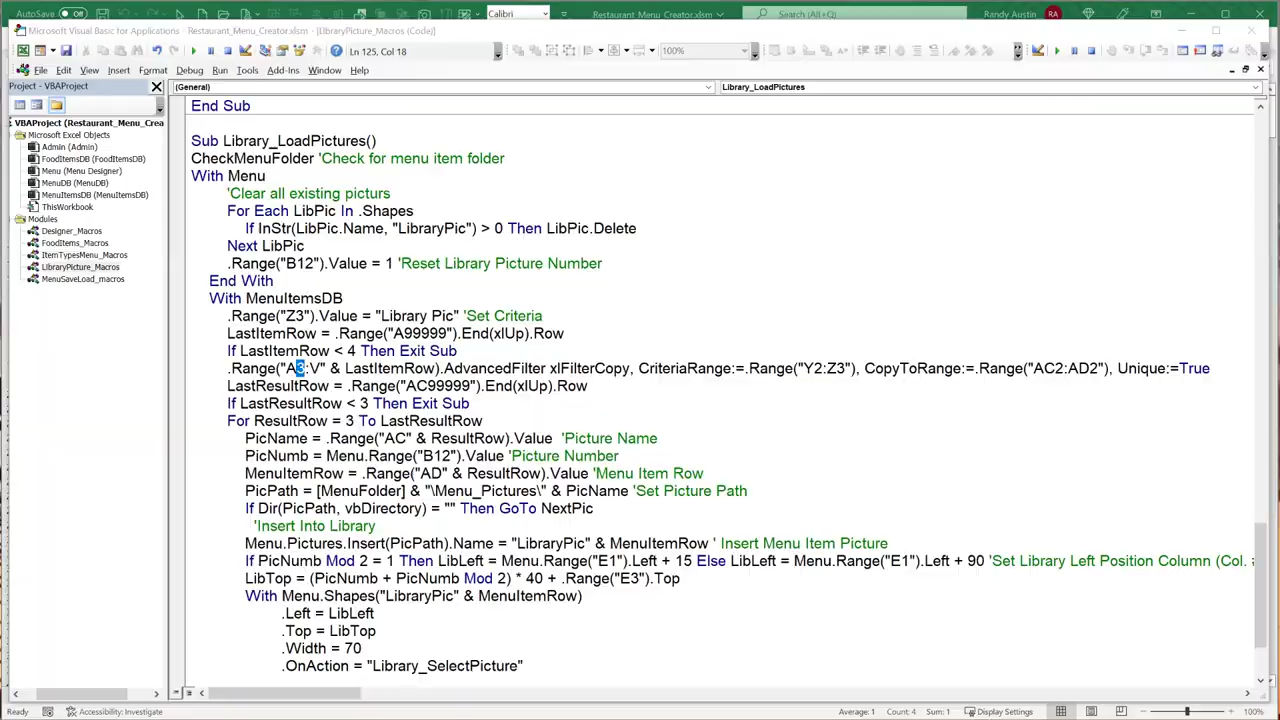 AutoSave Off Calibri Restaurant_Menu_Creator.xlsm Search (Alt+Q) Randy Austin RA
Microsoft Visual Basic for Applications - Restaurant_Menu_Creator.xlsm - [LibraryPicture_Macros (Code)]
Ln 125, Col 18 100%
File Edit View Insert Format Debug Run Tools Add-Ins Window Help
Project - VBAProject
(General) Library_LoadPictures
VBAProject (Restaurant_Menu_Crea
Microsoft Excel Objects
Admin (Admin)
FoodItemsDB (FoodItemsDB)
Menu (Menu Designer)
MenuDB (MenuDB)
MenuItemsDB (MenuItemsDB)
ThisWorkbook
Modules
Designer_Macros
FoodItems_Macros
ItemTypesMenu_Macros
LibraryPicture_Macros
MenuSaveLoad_macros
End Sub
Sub Library_LoadPictures()
CheckMenuFolder 'Check for menu item folder
With Menu
'Clear all existing picturs
For Each LibPic In .Shapes
If InStr(LibPic.Name, "LibraryPic") > 0 Then LibPic.Delete
Next LibPic
.Range("B12").Value = 1 'Reset Library Picture Number
End With
With MenuItemsDB
.Range("Z3").Value = "Library Pic" 'Set Criteria
LastItemRow = .Range("A99999").End(xlUp).Row
If LastItemRow < 4 Then Exit Sub
.Range("A3:V" & LastItemRow).AdvancedFilter xlFilterCopy, CriteriaRange:=.Range("Y2:Z3"), CopyToRange:=.Range("AC2:AD2"), Unique:=True
LastResultRow = .Range("AC99999").End(xlUp).Row
If LastResultRow < 3 Then Exit Sub
For ResultRow = 3 To LastResultRow
PicName = .Range("AC" & ResultRow).Value 'Picture Name
PicNumb = Menu.Range("B12").Value 'Picture Number
MenuItemRow = .Range("AD" & ResultRow).Value 'Menu Item Row
PicPath = [MenuFolder] & "\Menu_Pictures\" & PicName 'Set Picture Path
If Dir(PicPath, vbDirectory) = "" Then GoTo NextPic
'Insert Into Library
Menu.Pictures.Insert(PicPath).Name = "LibraryPic" & MenuItemRow ' Insert Menu Item Picture
If PicNumb Mod 2 = 1 Then LibLeft = Menu.Range("E1").Left + 15 Else LibLeft = Menu.Range("E1").Left + 90 'Set Library Left Position Column (Col. #
LibTop = (PicNumb + PicNumb Mod 2) * 40 + .Range("E3").Top
With Menu.Shapes("LibraryPic" & MenuItemRow)
.Left = LibLeft
.Top = LibTop
.Width = 70
.OnAction = "Library_SelectPicture"
Ready Accessibility: Investigate Average: 1 Count: 4 Sum: 1 Display Settings 100%